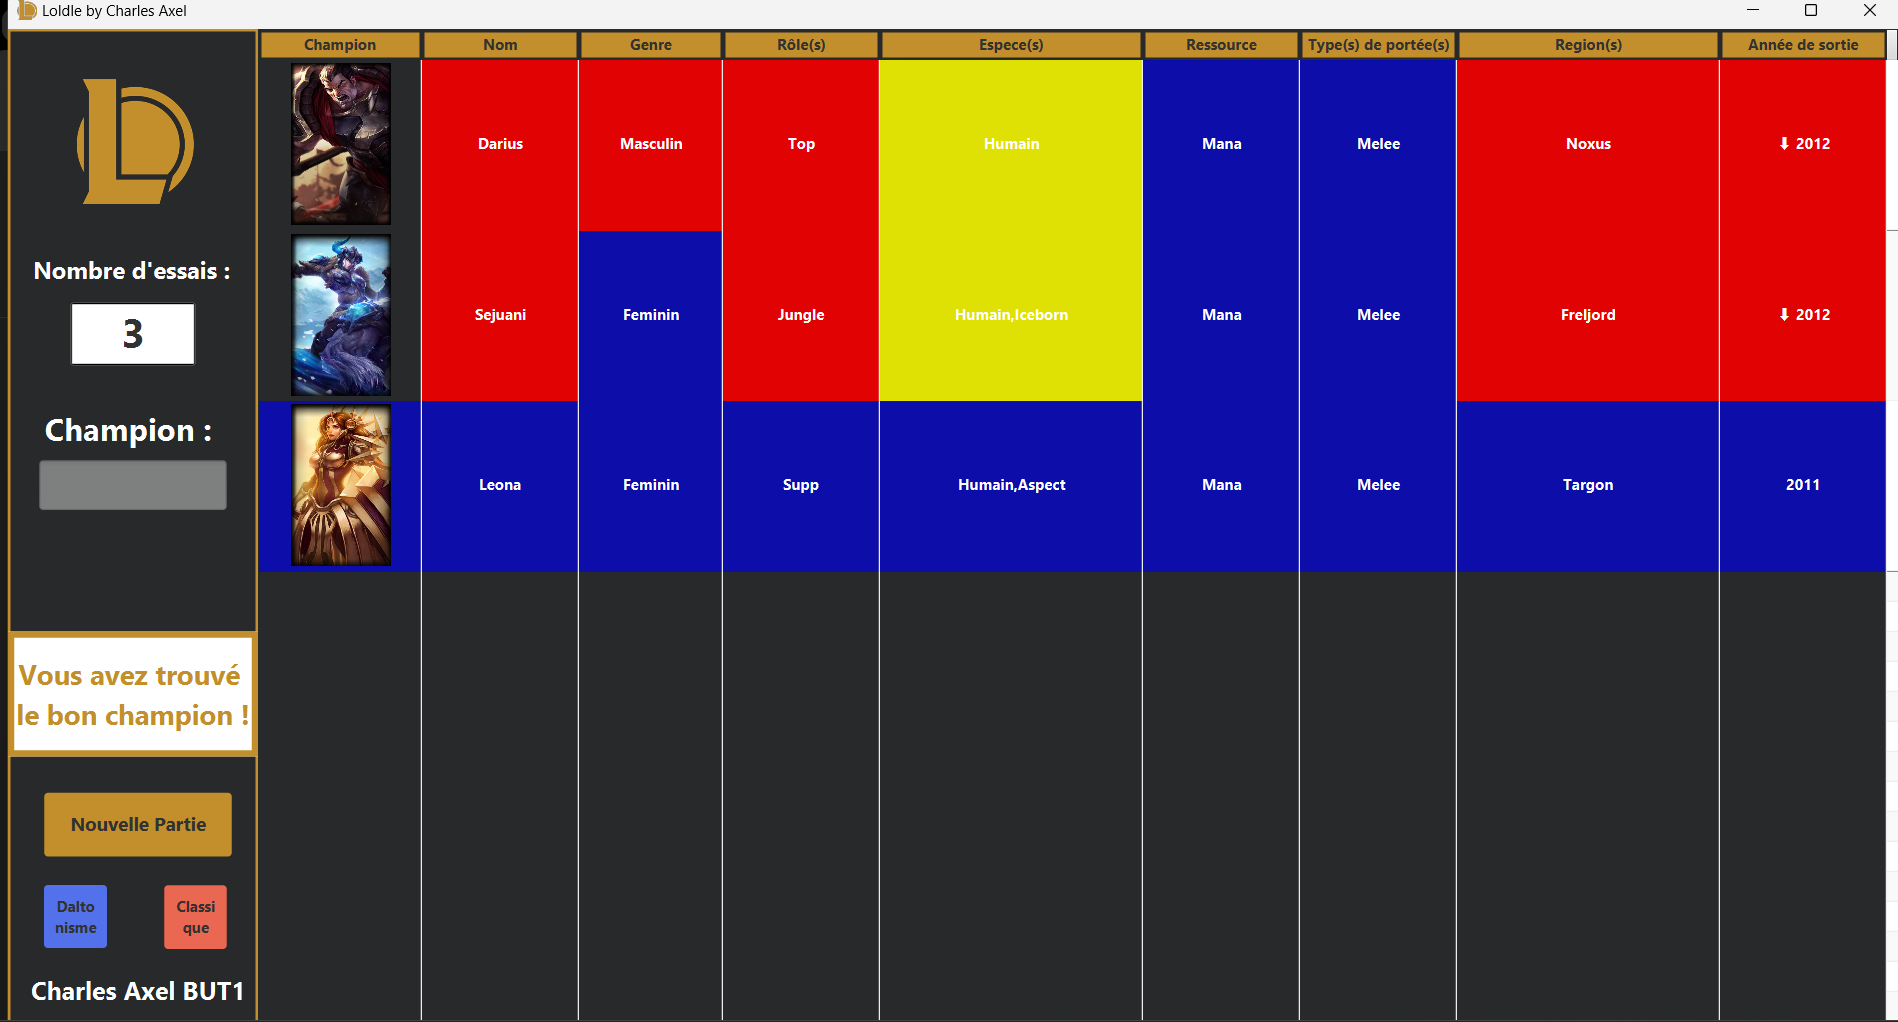 Loldle by Charles Axel
Champion Nom Genre Rôle(s) Espece(s) Ressource Type(s) de portée(s) Region(s) Année de sortie
Darius Masculin Top Humain Mana Melee Noxus ⬇ 2012
Sejuani Feminin Jungle Humain,Iceborn Mana Melee Freljord ⬇ 2012
Leona Feminin Supp Humain,Aspect Mana Melee Targon 2011
Nombre d'essais :
3
Champion :
Vous avez trouvé
le bon champion !
Nouvelle Partie
Dalto
nisme
Classi
que
Charles Axel BUT1